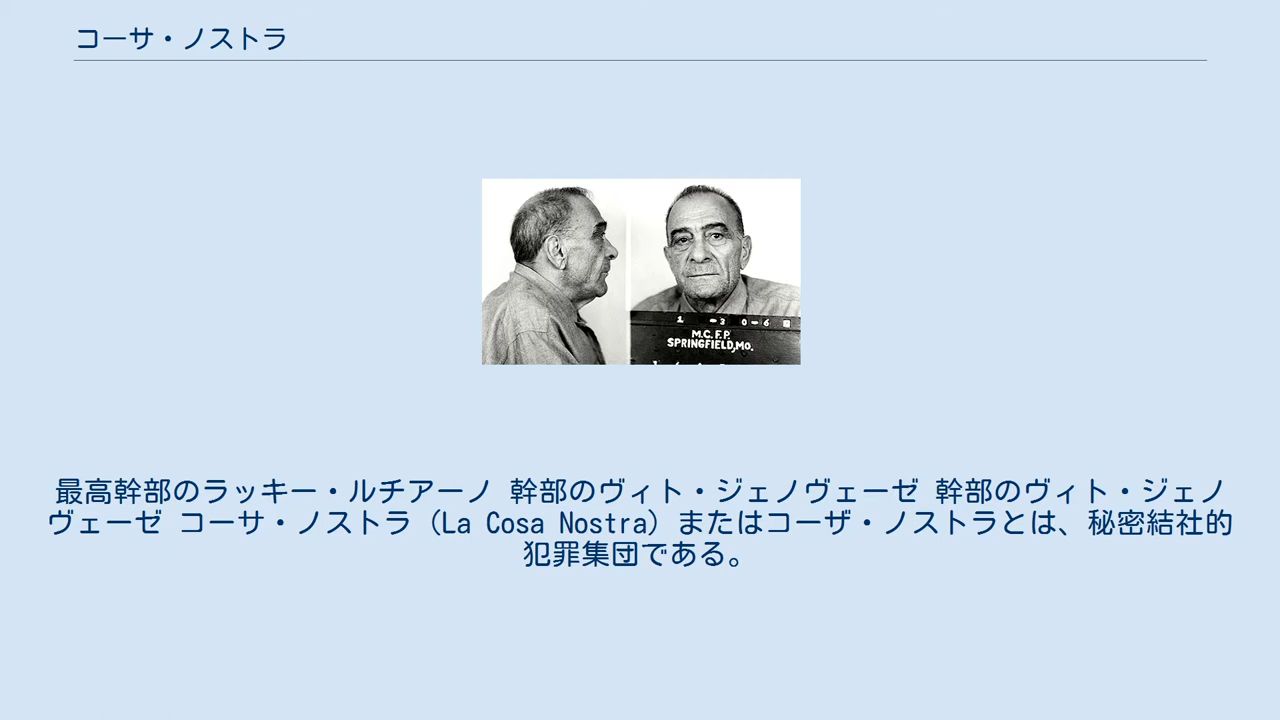 コーサ・ノストラ
1 -3 0-6
M.C.F.P.
SPRINGFIELD,MO.
最高幹部のラッキー・ルチアーノ 幹部のヴィト・ジェノヴェーゼ 幹部のヴィト・ジェノ
ヴェーゼ コーサ・ノストラ（La Cosa Nostra）またはコーザ・ノストラとは、秘密結社的
犯罪集団である。